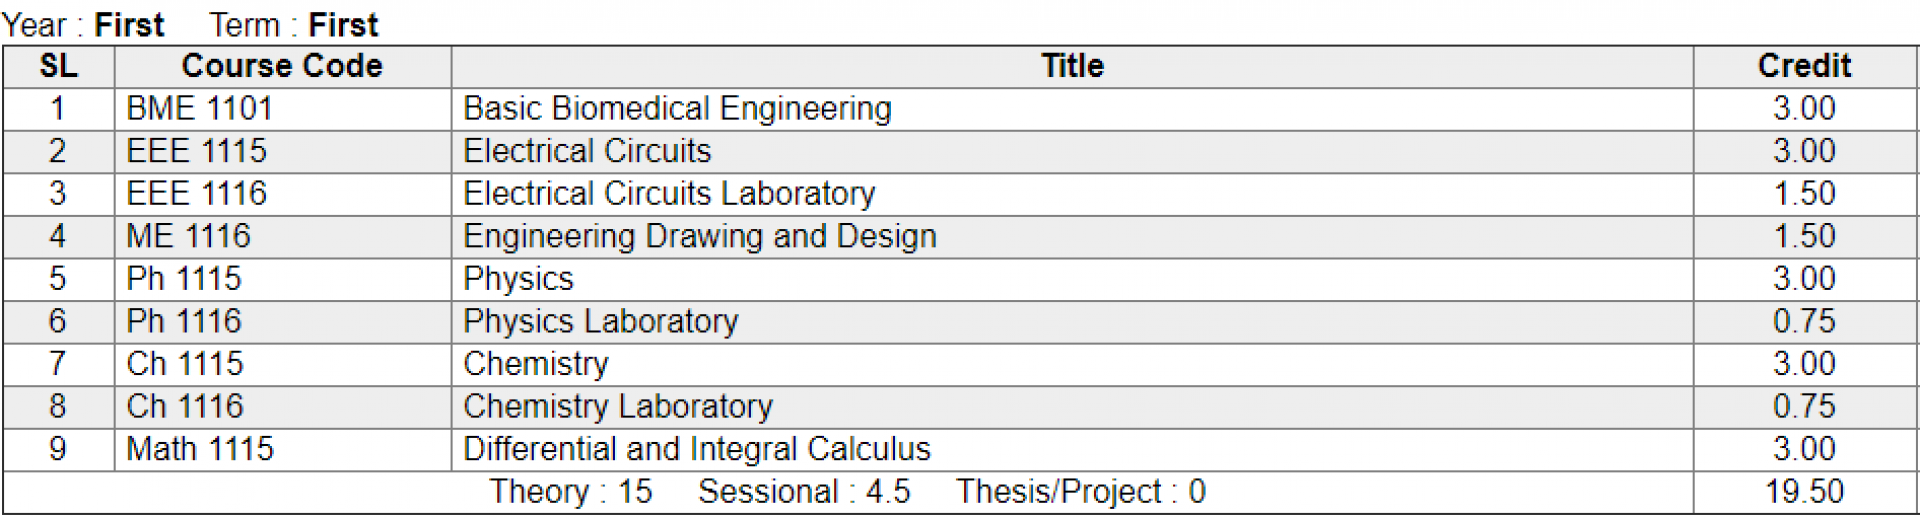 Year : First Term : First
SL Course Code Title Credit
1 BME 1101 Basic Biomedical Engineering 3.00
2 EEE 1115 Electrical Circuits 3.00
3 EEE 1116 Electrical Circuits Laboratory 1.50
4 ME 1116 Engineering Drawing and Design 1.50
5 Ph 1115 Physics 3.00
6 Ph 1116 Physics Laboratory 0.75
7 Ch 1115 Chemistry 3.00
8 Ch 1116 Chemistry Laboratory 0.75
9 Math 1115 Differential and Integral Calculus 3.00
Theory : 15 Sessional : 4.5 Thesis/Project : 0 19.50